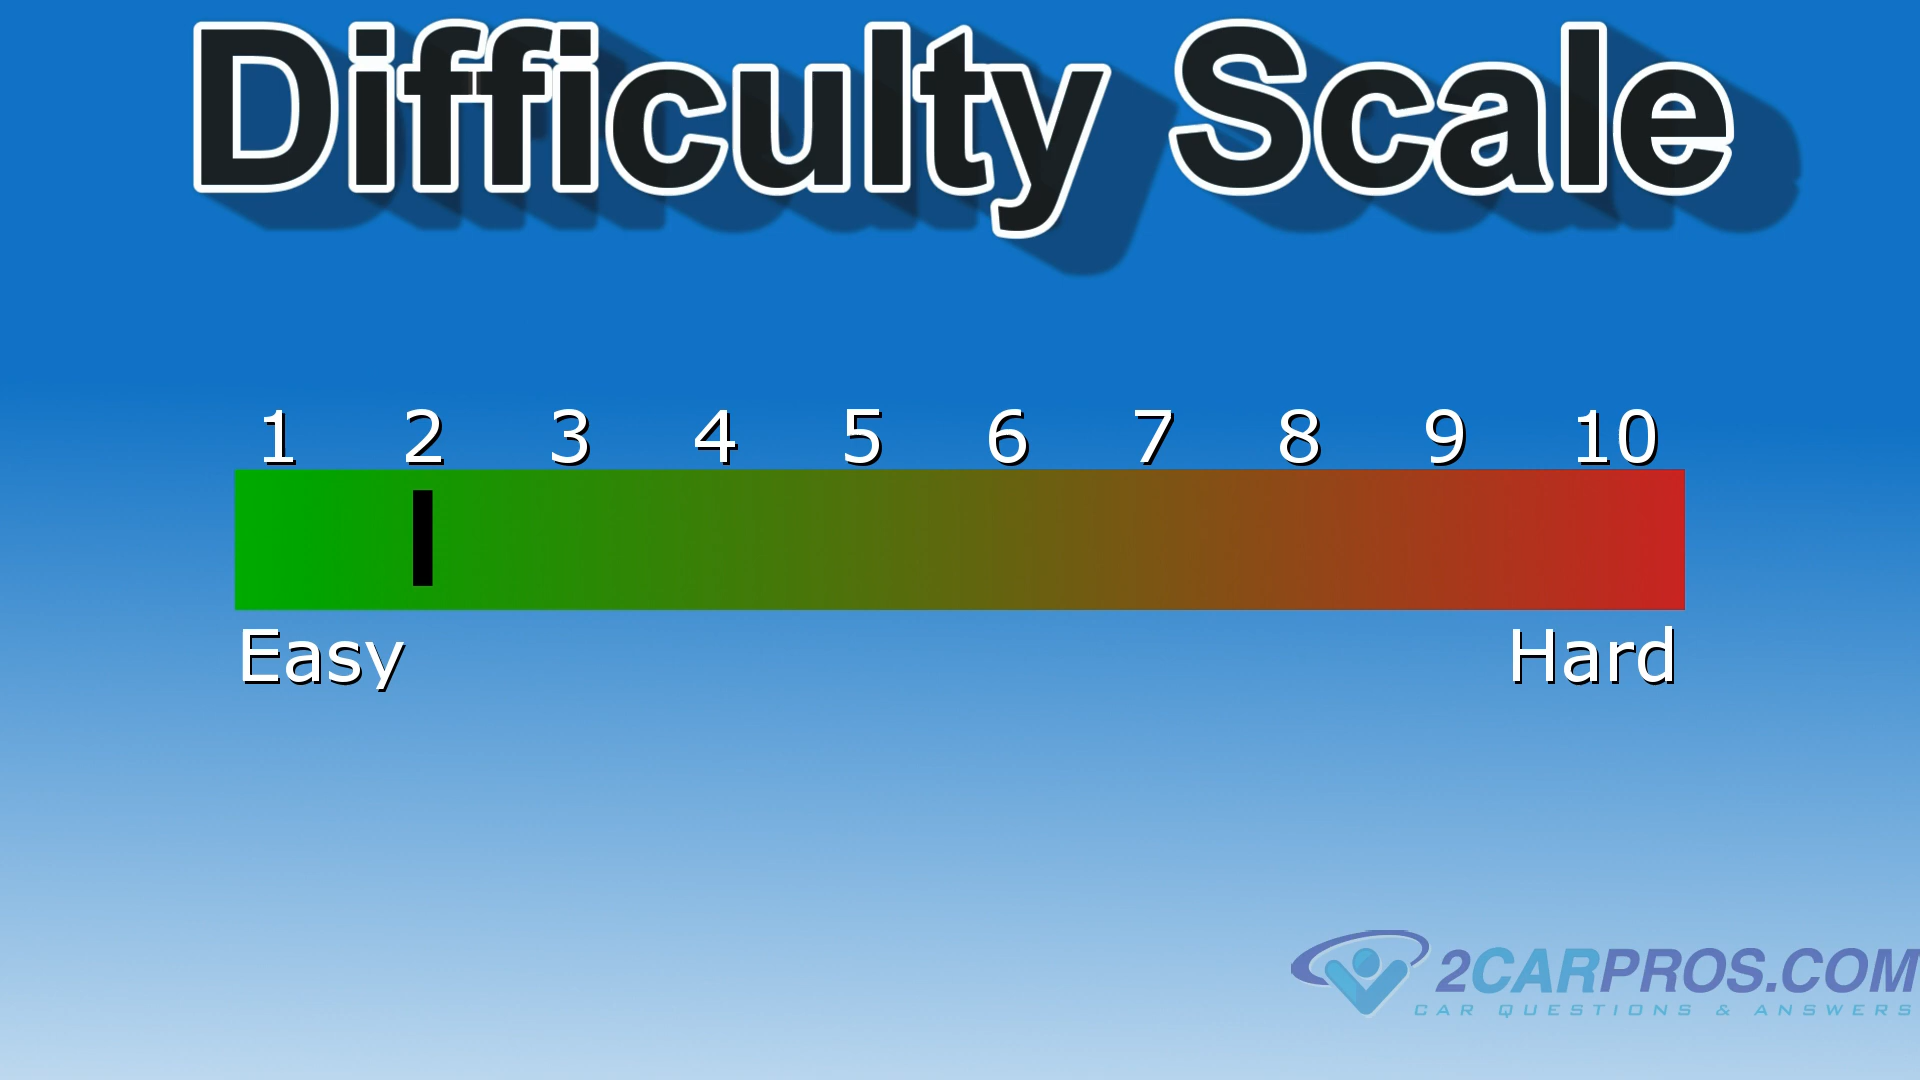 Difficulty Scale
1 2 3 4 5 6 7 8 9 10
Easy Hard
2CARPROS.COM
CAR QUESTIONS & ANSWERS